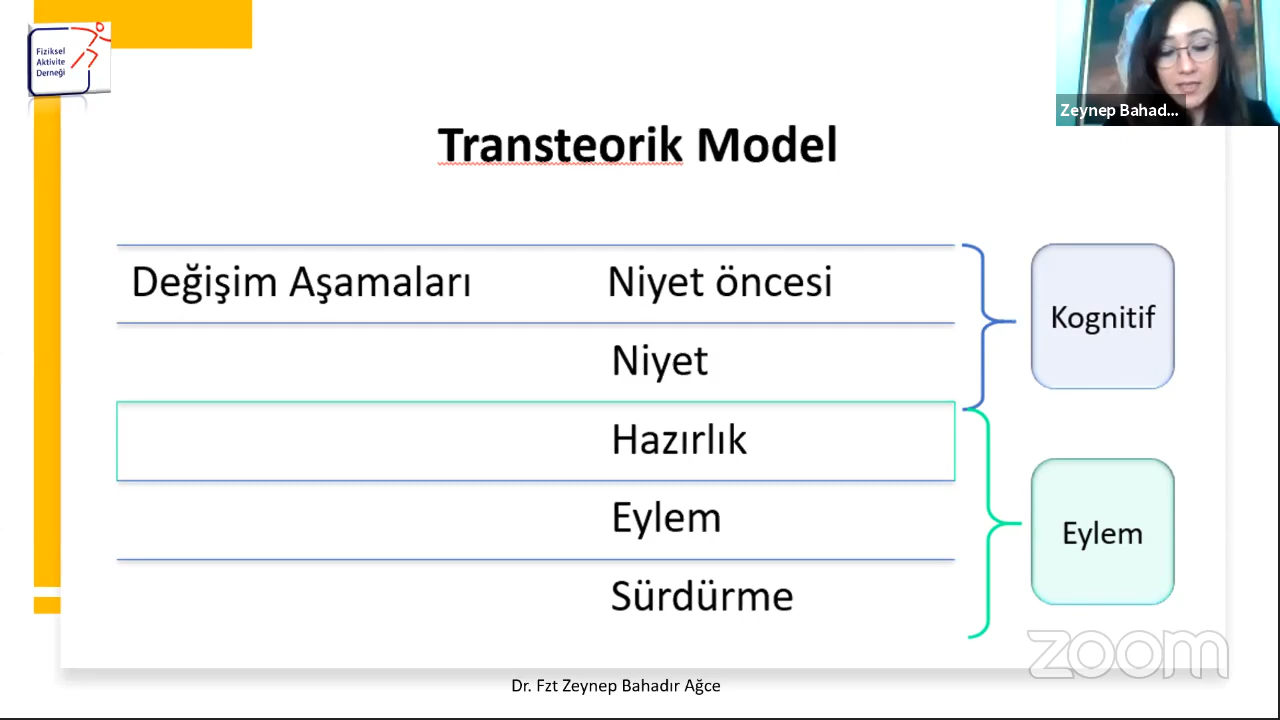 Fiziksel
Aktivite
Derneği
Zeynep Bahad...
Transteorik Model
Değişim Aşamaları
Niyet öncesi
Niyet
Hazırlık
Eylem
Sürdürme
Kognitif
Eylem
zoom
Dr. Fzt Zeynep Bahadır Ağce